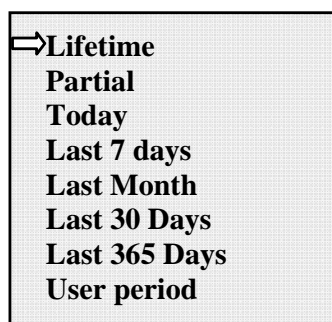 Lifetime
Partial
Today
Last 7 days
Last Month
Last 30 Days
Last 365 Days
User period